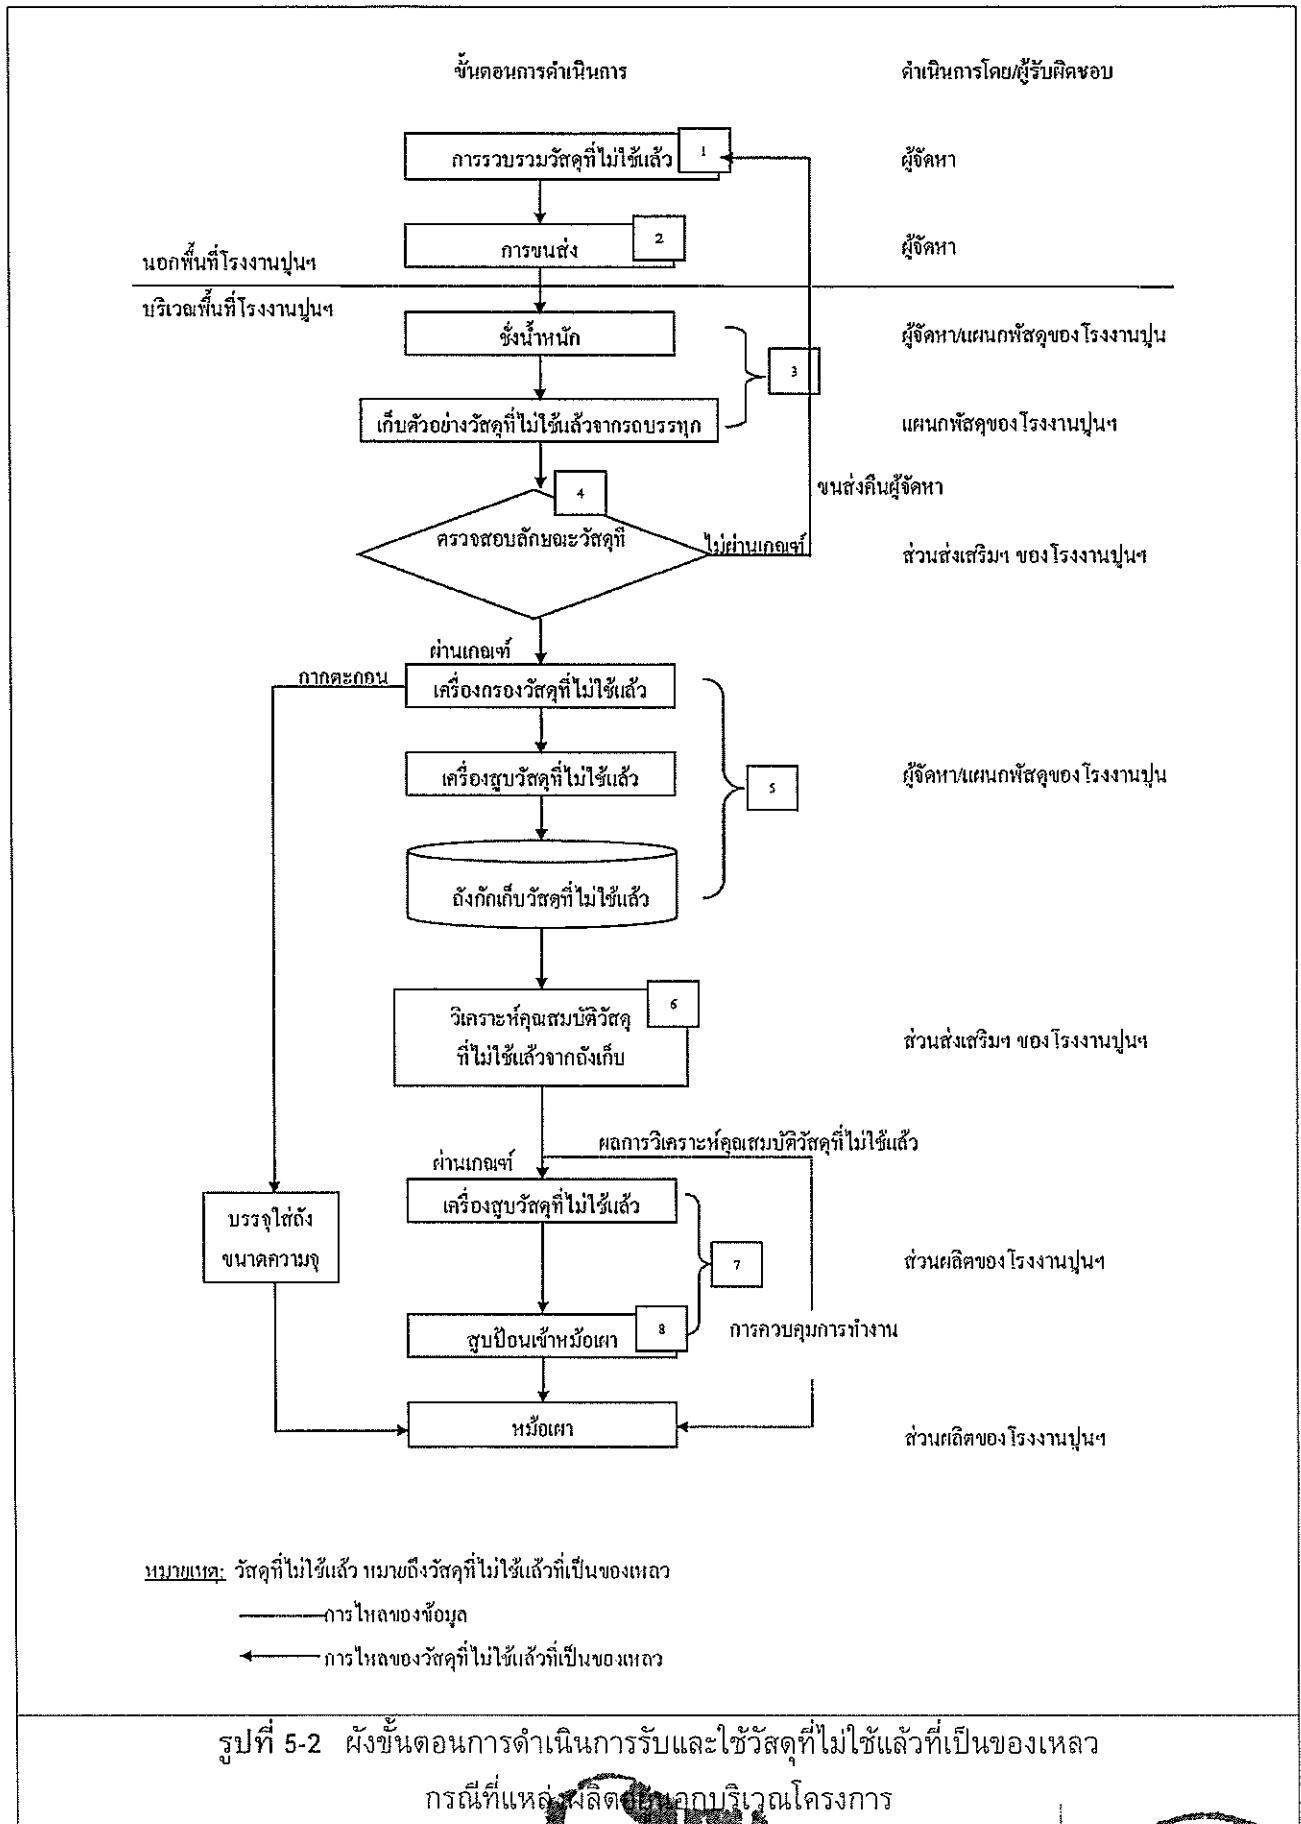 ขั้นตอนการดำเนินการ ดำเนินการโดย/ผู้รับผิดชอบ
การรวบรวมวัสดุที่ไม่ใช้แล้ว 1 ผู้จัดหา
การขนส่ง 2 ผู้จัดหา
นอกพื้นที่โรงงานปูนฯ
บริเวณพื้นที่โรงงานปูนฯ
ชั่งน้ำหนัก ผู้จัดหา/แผนกพัสดุของโรงงานปูน
3
เก็บตัวอย่างวัสดุที่ไม่ใช้แล้วจากรถบรรทุก แผนกพัสดุของโรงงานปูนฯ
4 ขนส่งคืนผู้จัดหา
ตรวจสอบลักษณะวัสดุที่ ไม่ผ่านเกณฑ์ ส่วนส่งเสริมฯ ของโรงงานปูนฯ
ผ่านเกณฑ์
กากตะกอน เครื่องกรองวัสดุที่ไม่ใช้แล้ว
เครื่องสูบวัสดุที่ไม่ใช้แล้ว 5 ผู้จัดหา/แผนกพัสดุของโรงงานปูน
ถังกักเก็บวัสดุที่ไม่ใช้แล้ว
6
วิเคราะห์คุณสมบัติวัสดุ
ที่ไม่ใช้แล้วจากถังเก็บ ส่วนส่งเสริมฯ ของโรงงานปูนฯ
ผลการวิเคราะห์คุณสมบัติวัสดุที่ไม่ใช้แล้ว
ผ่านเกณฑ์
เครื่องสูบวัสดุที่ไม่ใช้แล้ว
บรรจุใส่ถัง
ขนาดความจุ 7 ส่วนผลิตของโรงงานปูนฯ
สูบป้อนเข้าหม้อเผา 8 การควบคุมการทำงาน
หม้อเผา ส่วนผลิตของโรงงานปูนฯ
หมายเหตุ: วัสดุที่ไม่ใช้แล้ว หมายถึงวัสดุที่ไม่ใช้แล้วที่เป็นของเหลว
การไหลของข้อมูล
การไหลของวัสดุที่ไม่ใช้แล้วที่เป็นของเหลว
รูปที่ 5-2 ผังขั้นตอนการดำเนินการรับและใช้วัสดุที่ไม่ใช้แล้วที่เป็นของเหลว
กรณีที่แหล่งผลิตอยู่นอกบริเวณโครงการ